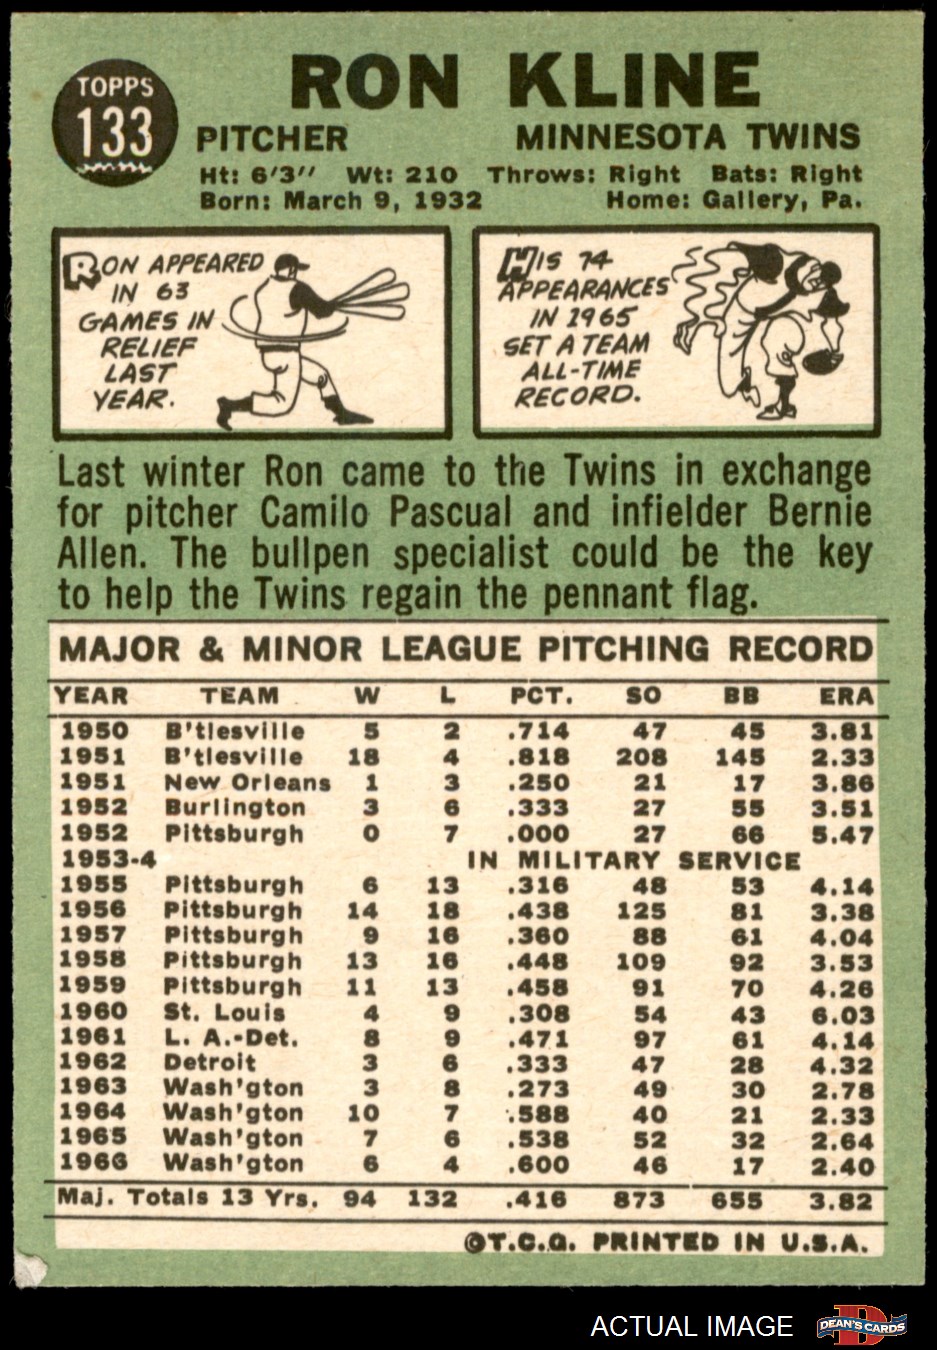 TOPPS
133
RON KLINE
PITCHER MINNESOTA TWINS
Ht: 6'3" Wt: 210 Throws: Right Bats: Right
Born: March 9, 1932 Home: Gallery, Pa.
RON APPEARED
IN 63
GAMES IN
RELIEF
LAST
YEAR.
HIS 74
APPEARANCES
IN 1965
SET A TEAM
ALL-TIME
RECORD.
Last winter Ron came to the Twins in exchange
for pitcher Camilo Pascual and infielder Bernie
Allen. The bullpen specialist could be the key
to help the Twins regain the pennant flag.
MAJOR & MINOR LEAGUE PITCHING RECORD
YEAR TEAM W L PCT. SO BB ERA
1950 B'tlesville 5 2 .714 47 45 3.81
1951 B'tlesville 18 4 .818 208 145 2.33
1951 New Orleans 1 3 .250 21 17 3.86
1952 Burlington 3 6 .333 27 55 3.51
1952 Pittsburgh 0 7 .000 27 66 5.47
1953-4 IN MILITARY SERVICE
1955 Pittsburgh 6 13 .316 48 53 4.14
1956 Pittsburgh 14 18 .438 125 81 3.38
1957 Pittsburgh 9 16 .360 88 61 4.04
1958 Pittsburgh 13 16 .448 109 92 3.53
1959 Pittsburgh 11 13 .458 91 70 4.26
1960 St. Louis 4 9 .308 54 43 6.03
1961 L. A.-Det. 8 9 .471 97 61 4.14
1962 Detroit 3 6 .333 47 28 4.32
1963 Wash'gton 3 8 .273 49 30 2.78
1964 Wash'gton 10 7 .588 40 21 2.33
1965 Wash'gton 7 6 .538 52 32 2.64
1966 Wash'gton 6 4 .600 46 17 2.40
Maj. Totals 13 Yrs. 94 132 .416 873 655 3.82
©T.C.G. PRINTED IN U.S.A.
ACTUAL IMAGE
DEAN'S CARDS